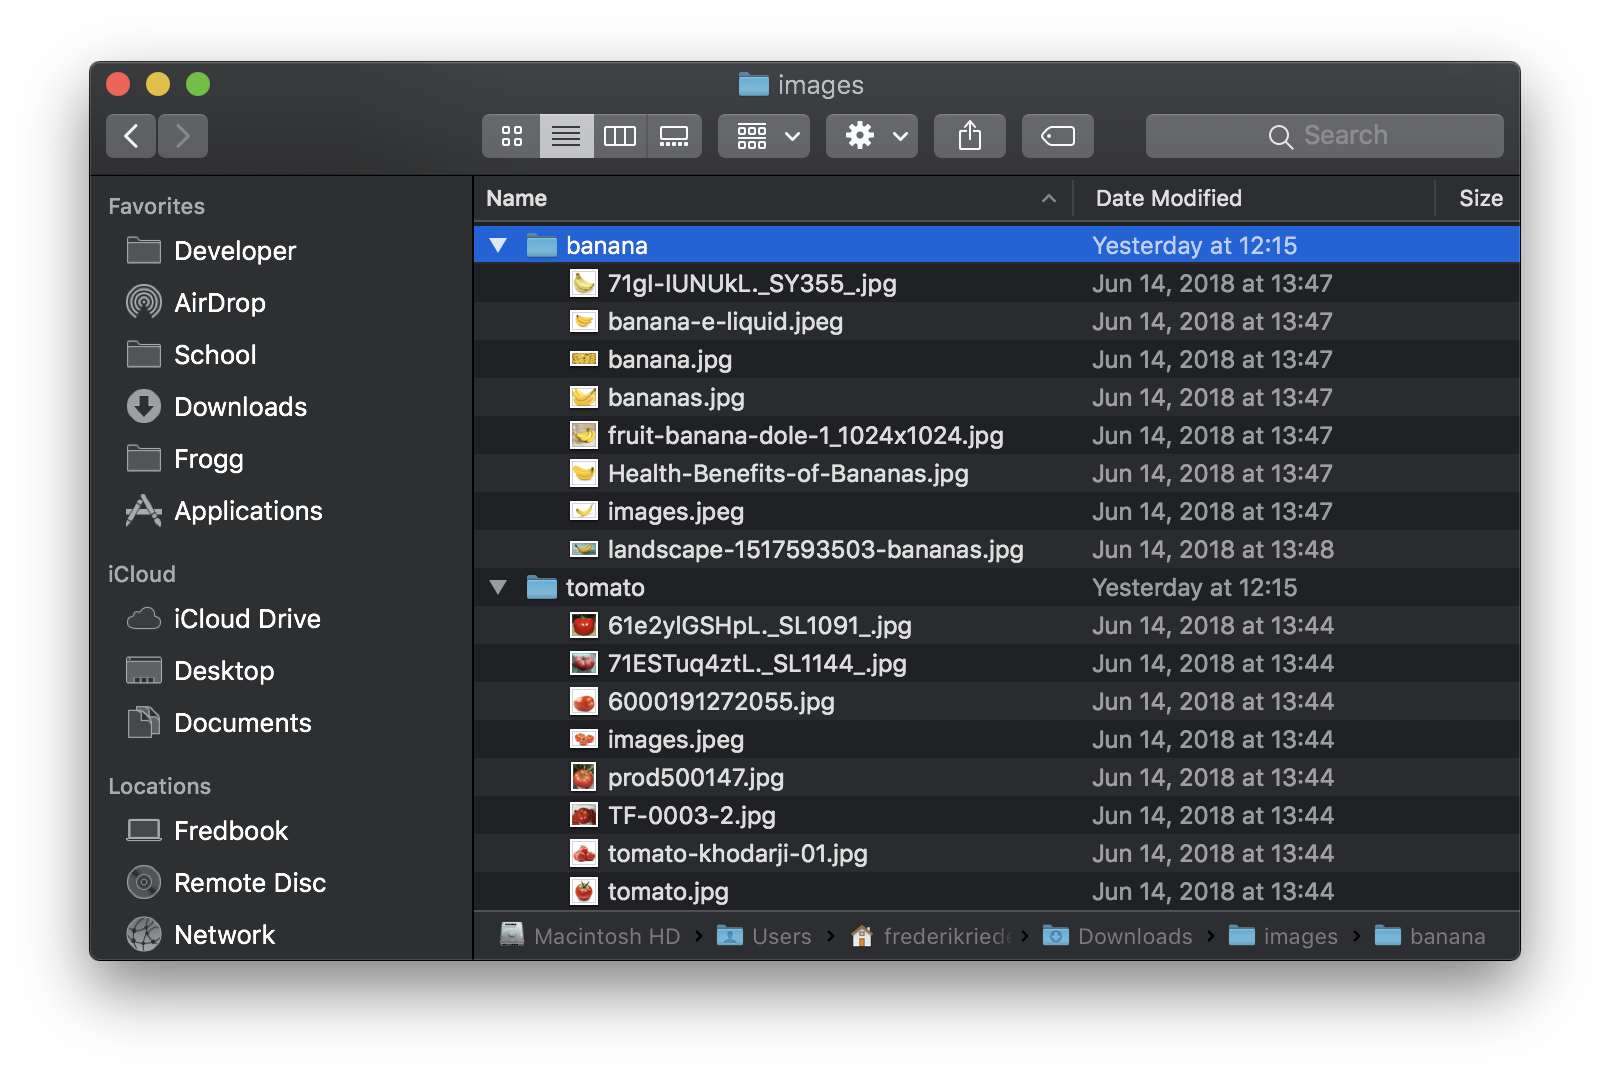 images
Search
Favorites
Developer
AirDrop
School
Downloads
Frogg
Applications
iCloud
iCloud Drive
Desktop
Documents
Locations
Fredbook
Remote Disc
Network
Name Date Modified Size
banana Yesterday at 12:15
71gI-IUNUkL._SY355_.jpg Jun 14, 2018 at 13:47
banana-e-liquid.jpeg Jun 14, 2018 at 13:47
banana.jpg Jun 14, 2018 at 13:47
bananas.jpg Jun 14, 2018 at 13:47
fruit-banana-dole-1_1024x1024.jpg Jun 14, 2018 at 13:47
Health-Benefits-of-Bananas.jpg Jun 14, 2018 at 13:47
images.jpeg Jun 14, 2018 at 13:47
landscape-1517593503-bananas.jpg Jun 14, 2018 at 13:48
tomato Yesterday at 12:15
61e2ylGSHpL._SL1091_.jpg Jun 14, 2018 at 13:44
71ESTuq4ztL._SL1144_.jpg Jun 14, 2018 at 13:44
6000191272055.jpg Jun 14, 2018 at 13:44
images.jpeg Jun 14, 2018 at 13:44
prod500147.jpg Jun 14, 2018 at 13:44
TF-0003-2.jpg Jun 14, 2018 at 13:44
tomato-khodarji-01.jpg Jun 14, 2018 at 13:44
tomato.jpg Jun 14, 2018 at 13:44
Macintosh HD › Users › frederikriede › Downloads › images › banana